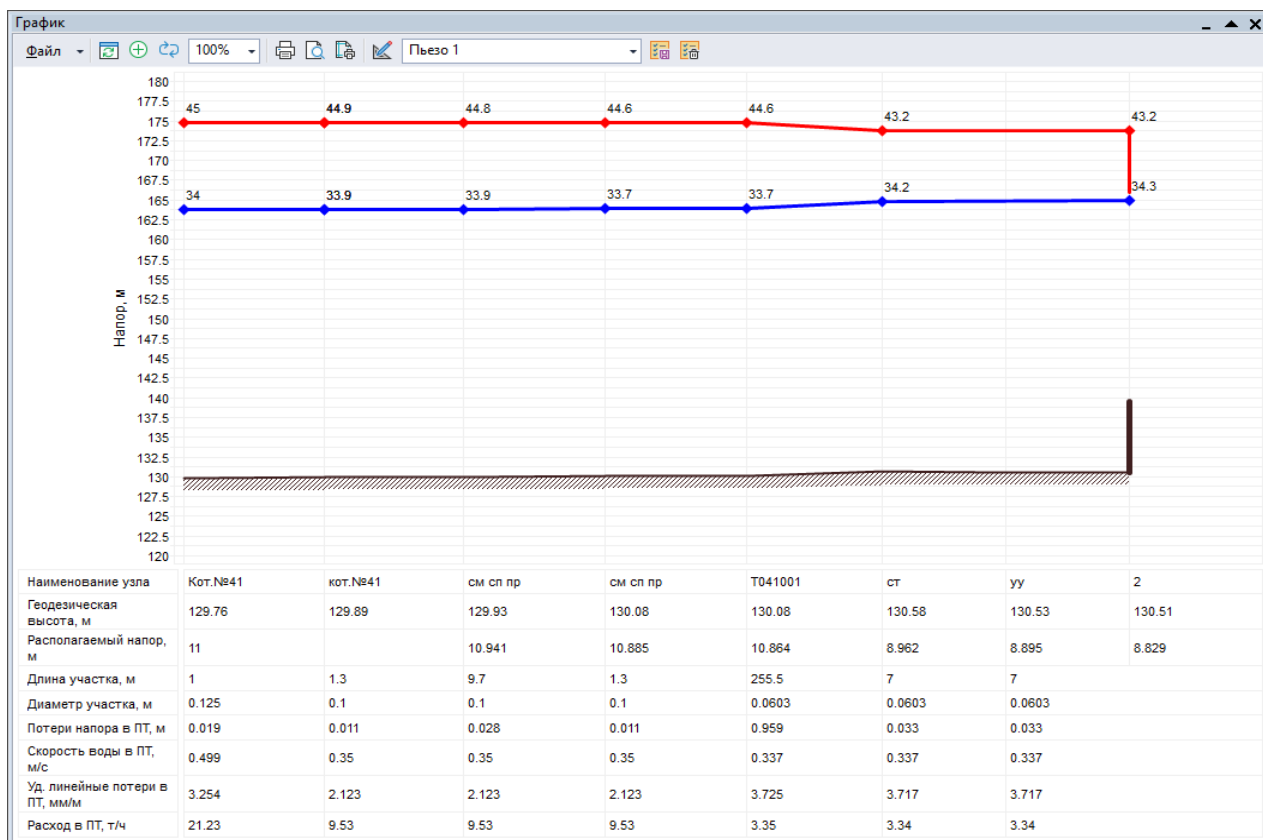 График
Файл 100% Пьезо 1
180
177.5
175
172.5
170
167.5
165
162.5
160
157.5
155
152.5
150
147.5
145
142.5
140
137.5
135
132.5
130
127.5
125
122.5
120
Напор, м
45 44.9 44.8 44.6 44.6 43.2 43.2
34 33.9 33.9 33.7 33.7 34.2 34.3
Наименование узла Кот.№41 кот.№41 см сп пр см сп пр Т041001 ст уу 2
Геодезическая
высота, м 129.76 129.89 129.93 130.08 130.08 130.58 130.53 130.51
Располагаемый напор,
м 11 10.941 10.885 10.864 8.962 8.895 8.829
Длина участка, м 1 1.3 9.7 1.3 255.5 7 7
Диаметр участка, м 0.125 0.1 0.1 0.1 0.0603 0.0603 0.0603
Потери напора в ПТ, м 0.019 0.011 0.028 0.011 0.959 0.033 0.033
Скорость воды в ПТ,
м/с 0.499 0.35 0.35 0.35 0.337 0.337 0.337
Уд. линейные потери в
ПТ, мм/м 3.254 2.123 2.123 2.123 3.725 3.717 3.717
Расход в ПТ, т/ч 21.23 9.53 9.53 9.53 3.35 3.34 3.34